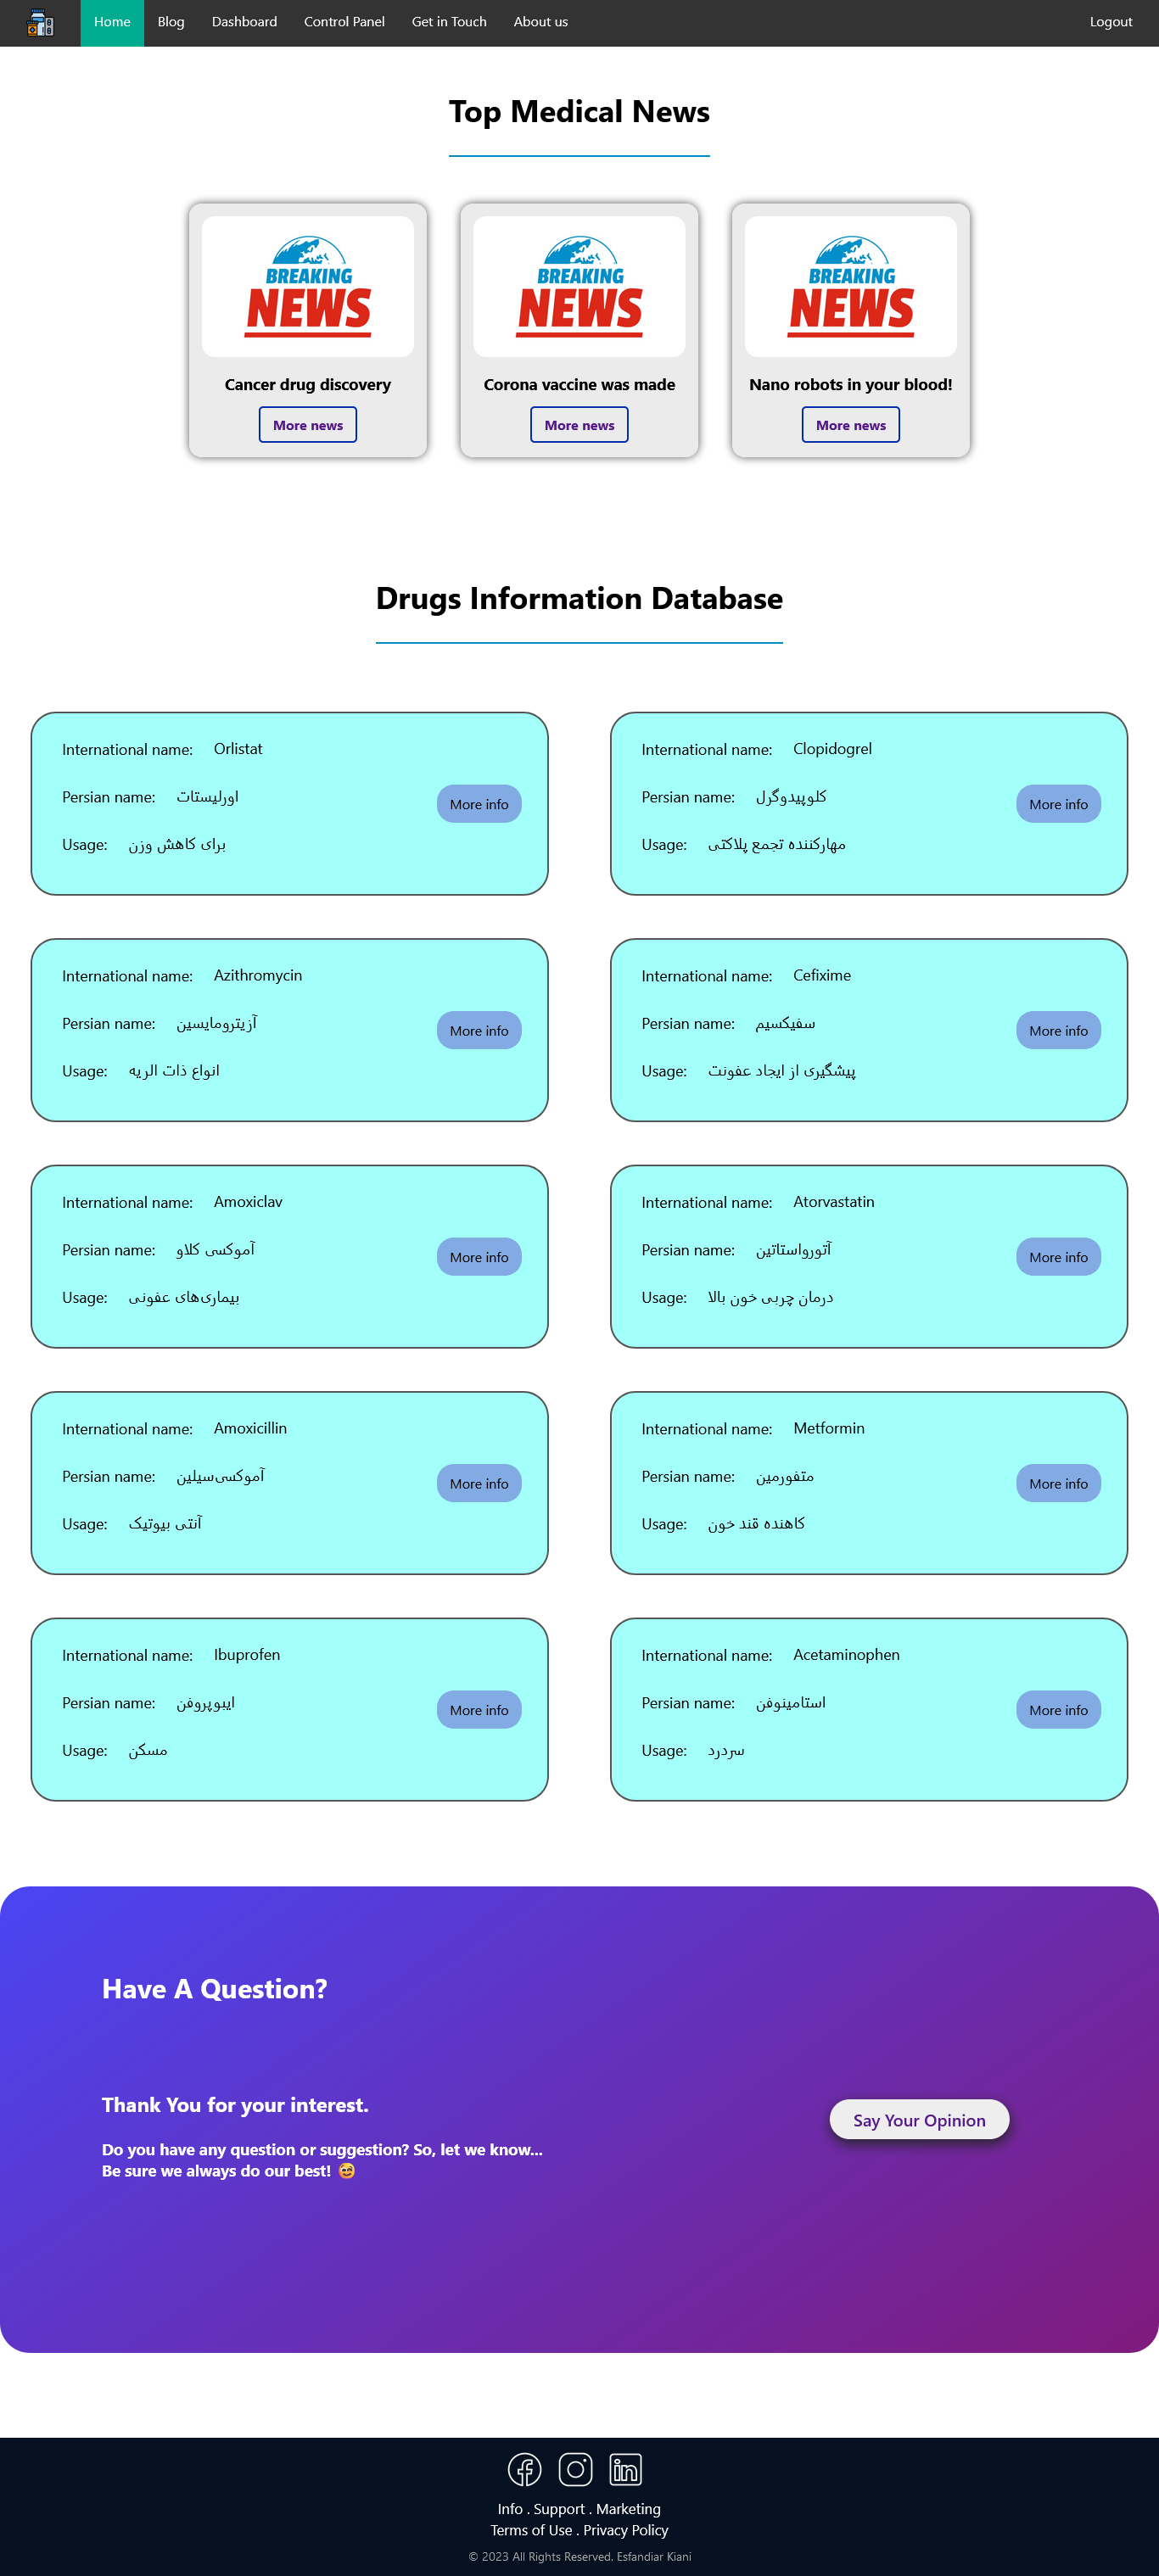 Home Blog Dashboard Control Panel Get in Touch About us Logout
Top Medical News
BREAKING
NEWS
Cancer drug discovery
More news
BREAKING
NEWS
Corona vaccine was made
More news
BREAKING
NEWS
Nano robots in your blood!
More news
Drugs Information Database
International name: Orlistat
Persian name: اورلیستات
More info
Usage: برای کاهش وزن
International name: Clopidogrel
Persian name: کلوپیدوگرل
More info
Usage: مهارکننده تجمع پلاکتی
International name: Azithromycin
Persian name: آزیترومایسین
More info
Usage: انواع ذات الریه
International name: Cefixime
Persian name: سفیکسیم
More info
Usage: پیشگیری از ایجاد عفونت
International name: Amoxiclav
Persian name: آموکسی کلاو
More info
Usage: بیماری‌های عفونی
International name: Atorvastatin
Persian name: آتورواستاتین
More info
Usage: درمان چربی خون بالا
International name: Amoxicillin
Persian name: آموکسی‌سیلین
More info
Usage: آنتی بیوتیک
International name: Metformin
Persian name: متفورمین
More info
Usage: کاهنده قند خون
International name: Ibuprofen
Persian name: ایبوپروفن
More info
Usage: مسکن
International name: Acetaminophen
Persian name: استامینوفن
More info
Usage: سردرد
Have A Question?
Thank You for your interest.
Say Your Opinion
Do you have any question or suggestion? So, let we know...
Be sure we always do our best! 😅
Info . Support . Marketing
Terms of Use . Privacy Policy
© 2023 All Rights Reserved. Esfandiar Kiani